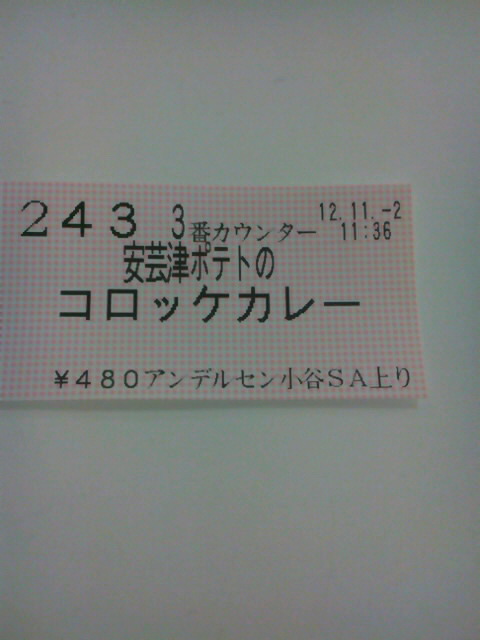 243 3番カウンター 12.11.-2
11:36
安芸津ポテトの
コロッケカレー
¥480アンデルセン小谷SA上り